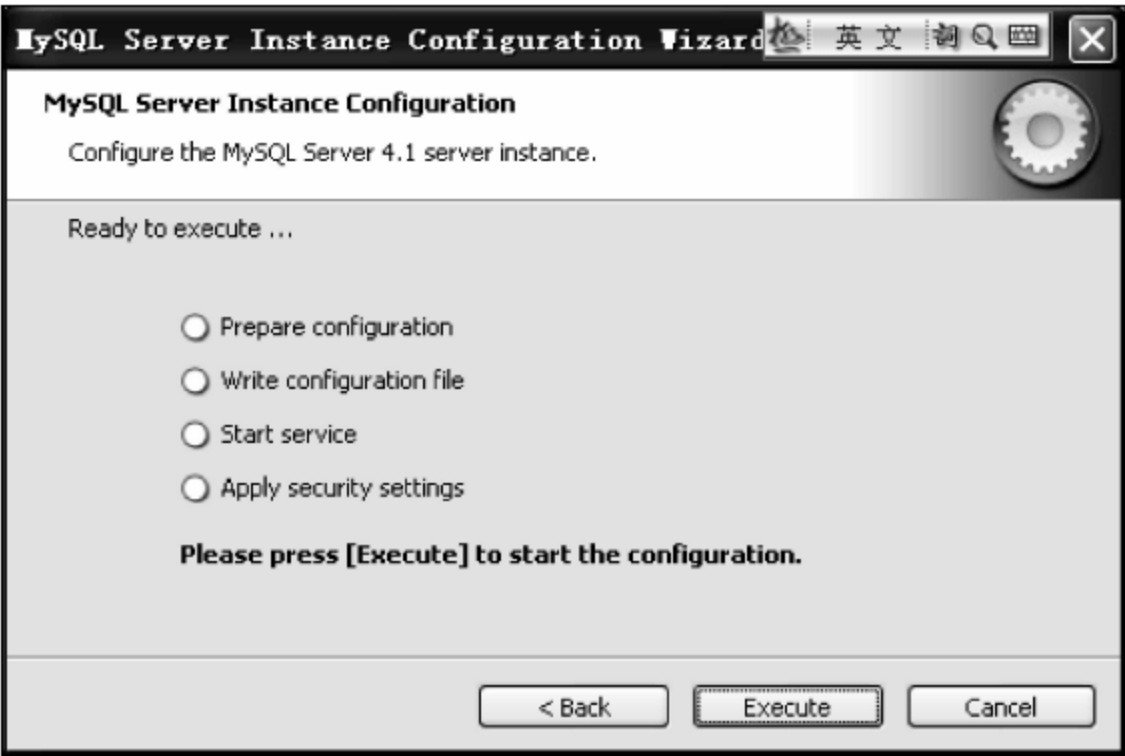 MySQL Server Instance Configuration Wizard 英 文 词
MySQL Server Instance Configuration
Configure the MySQL Server 4.1 server instance.
Ready to execute ...
Prepare configuration
Write configuration file
Start service
Apply security settings
Please press [Execute] to start the configuration.
< Back Execute Cancel